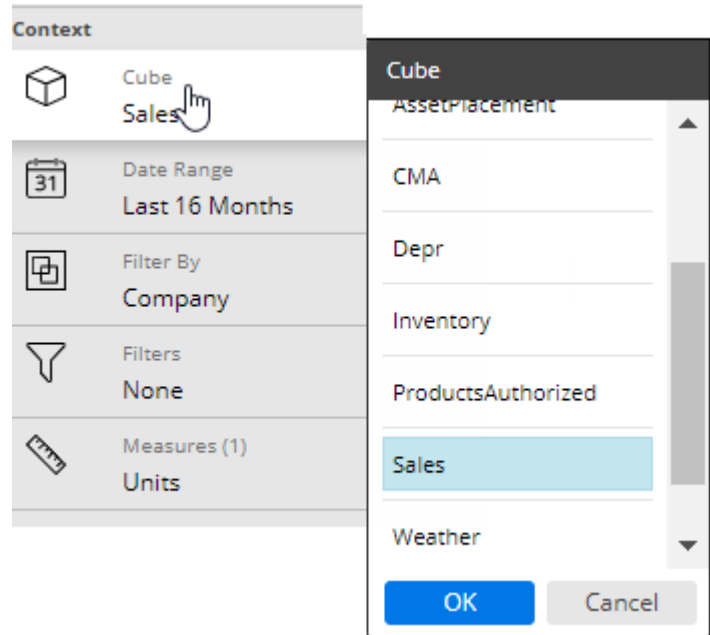 Context
Cube
Sales
31
Date Range
Last 16 Months
Filter By
Company
Filters
None
Measures (1)
Units
Cube
AssetPlacement
CMA
Depr
Inventory
ProductsAuthorized
Sales
Weather
OK
Cancel